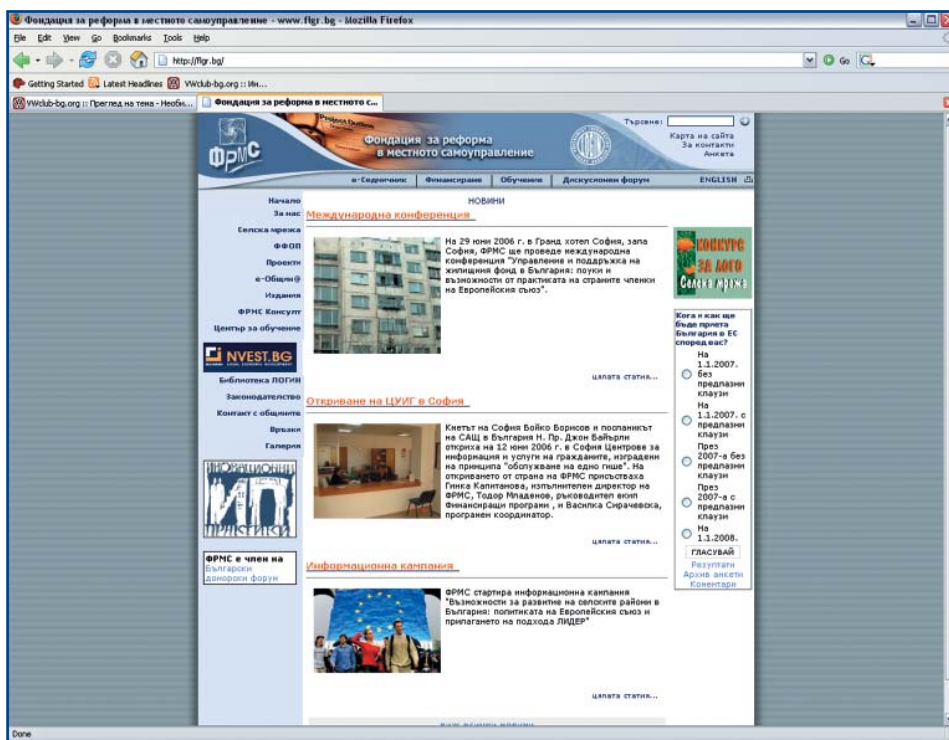 Фондация за реформа в местното самоуправление - www.flgr.bg - Mozilla Firefox
File Edit View Go Bookmarks Tools Help
http://flgr.bg/
Go
Getting Started Latest Headlines VWclub-bg.org :: Ин...
VWclub-bg.org :: Преглед на тема - Необи...
Фондация за реформа в местното с...
ФРМС
Фондация за реформа
в местното самоуправление
Търсене:
Карта на сайта
За контакти
Анкета
е-Седмичник
Финансиране
Обучение
Дискусионен форум
ENGLISH
Начало
За нас
Селска мрежа
ФФОП
Проекти
е-Общин@
Издания
ФРМС Консулт
Център за обучение
NVEST.BG
Библиотека ЛОГИН
Законодателство
Контакт с общините
Връзки
Галерия
ИНОВАЦИОННИ
ИП
ПРАКТИКИ
ФРМС е член на
Български
донорски форум
НОВИНИ
Международна конференция
На 29 юни 2006 г. в Гранд хотел София, зала
София, ФРМС ще проведе международна
конференция "Управление и поддръжка на
жилищния фонд в България: поуки и
възможности от практиката на страните членки
на Европейския съюз".
цялата статия...
Откриване на ЦУИГ в София
Кметът на София Бойко Борисов и посланикът
на САЩ в България Н. Пр. Джон Байърли
откриха на 12 юни 2006 г. в София Центрове за
информация и услуги на гражданите, изградени
на принципа "обслужване на едно гише". На
откриването от страна на ФРМС присъстваха
Гинка Капитанова, изпълнителен директор на
ФРМС, Тодор Младенов, ръководител екип
Финансиращи програми , и Василка Сирачевска,
програмен координатор.
цялата статия...
Информационна кампания
ФРМС стартира информационна кампания
"Възможности за развитие на селските райони в
България: политиката на Европейския съюз и
прилагането на подхода ЛИДЕР"
цялата статия...
КОНКУРС
ЗА ЛОГО
Селска мрежа
Кога и как ще
бъде приета
България в ЕС
според вас?
На
1.1.2007.
без
предпазни
клаузи
На
1.1.2007. с
предпазни
клаузи
През
2007-а без
предпазни
клаузи
През
2007-а с
предпазни
клаузи
На
1.1.2008.
ГЛАСУВАЙ
Резултати
Архив анкети
Коментари
Done